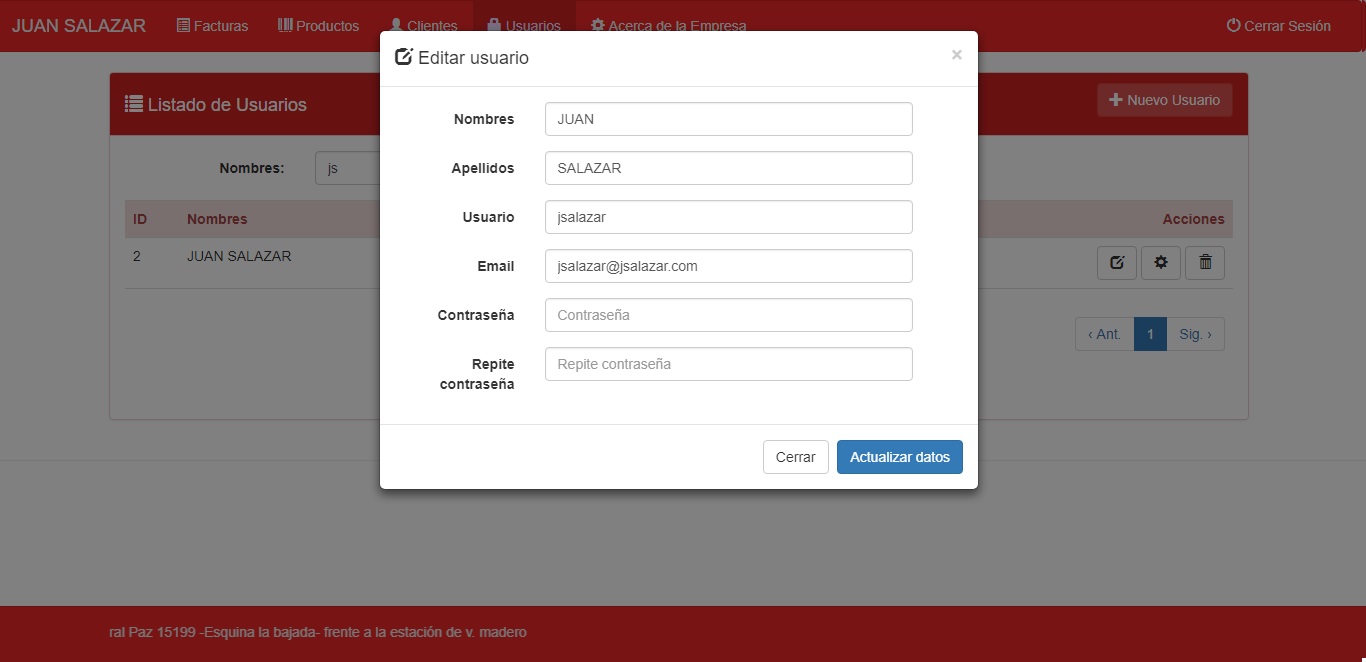 JUAN SALAZAR Facturas Productos Clientes Usuarios Acerca de la Empresa Cerrar Sesión
Editar usuario ×
Listado de Usuarios Nuevo Usuario
Nombres JUAN
Apellidos SALAZAR
Nombres: js
Usuario jsalazar
ID Nombres Acciones
Email jsalazar@jsalazar.com
2 JUAN SALAZAR
Contraseña Contraseña
‹ Ant. 1 Sig. ›
Repite contraseña Repite contraseña
Cerrar Actualizar datos
ral Paz 15199 -Esquina la bajada- frente a la estación de v. madero